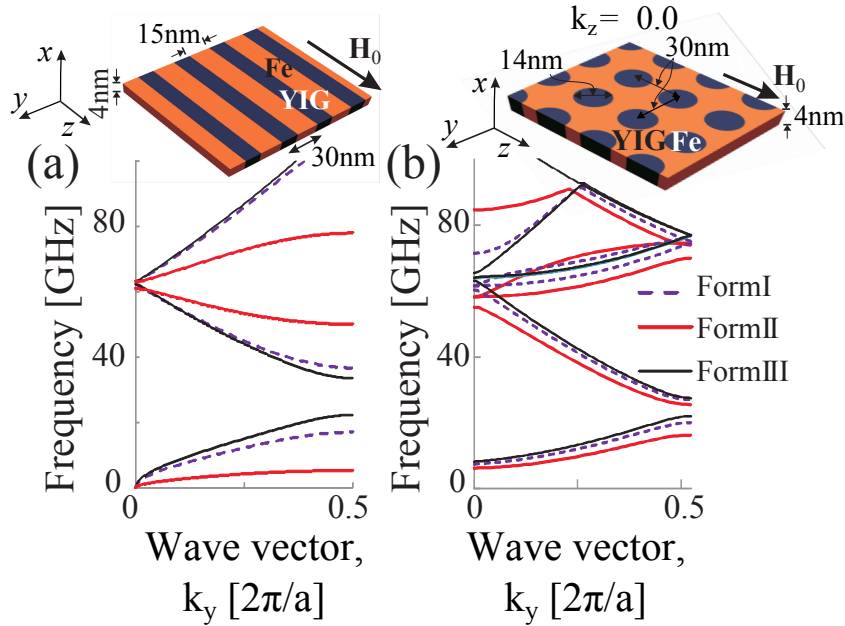 15nm
H₀
x
y
z
4nm
Fe
YIG
30nm
k_z = 0.0
14nm
30nm
H₀
x
y
z
4nm
YIG Fe
(a)
Frequency [GHz]
80
40
0
0
0.5
Wave vector,
k_y [2π/a]
(b)
Frequency [GHz]
80
40
0
0
0.5
Wave vector,
k_y [2π/a]
FormI
FormII
FormIII